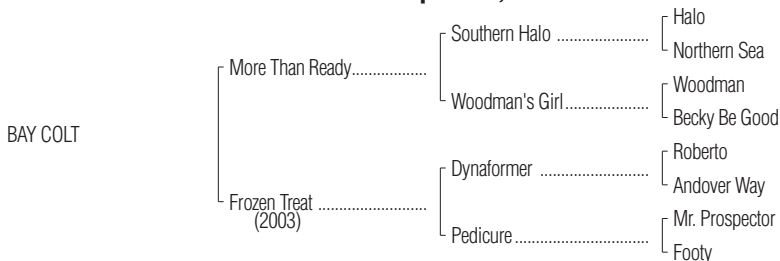 Halo
Southern Halo ......................
Northern Sea
More Than Ready..................
Woodman
Woodman's Girl....................
Becky Be Good
BAY COLT
Roberto
Dynaformer ..........................
Andover Way
Frozen Treat ..........................
(2003)
Mr. Prospector
Pedicure................................
Footy